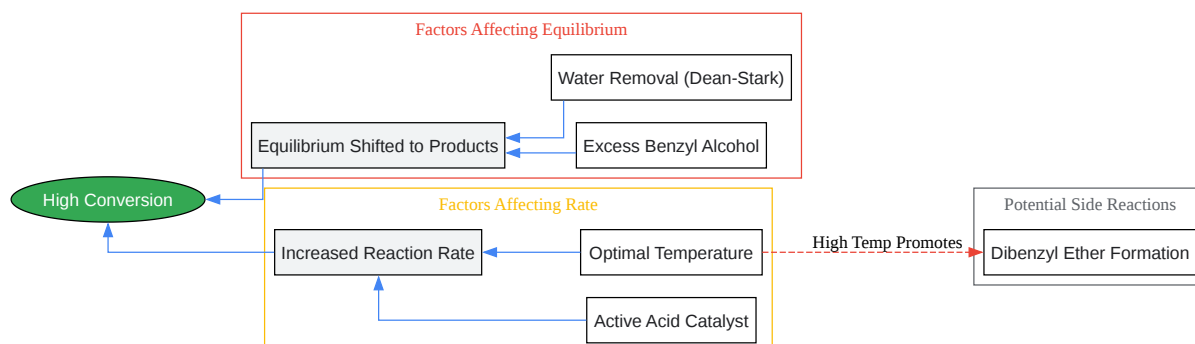 Factors Affecting Equilibrium
Water Removal (Dean-Stark)
Equilibrium Shifted to Products
Excess Benzyl Alcohol
High Conversion
Factors Affecting Rate
Potential Side Reactions
Increased Reaction Rate
Optimal Temperature
High Temp Promotes
Dibenzyl Ether Formation
Active Acid Catalyst